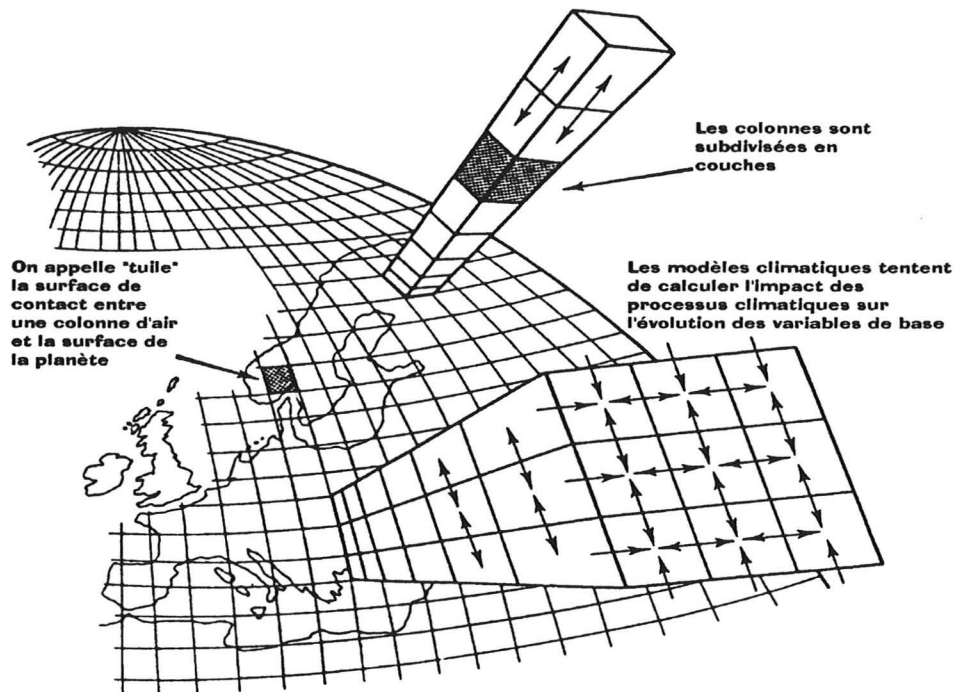 Les colonnes sont
subdivisées en
couches
On appelle "tuile"
la surface de
contact entre
une colonne d'air
et la surface de
la planète
Les modèles climatiques tentent
de calculer l'impact des
processus climatiques sur
l'évolution des variables de base